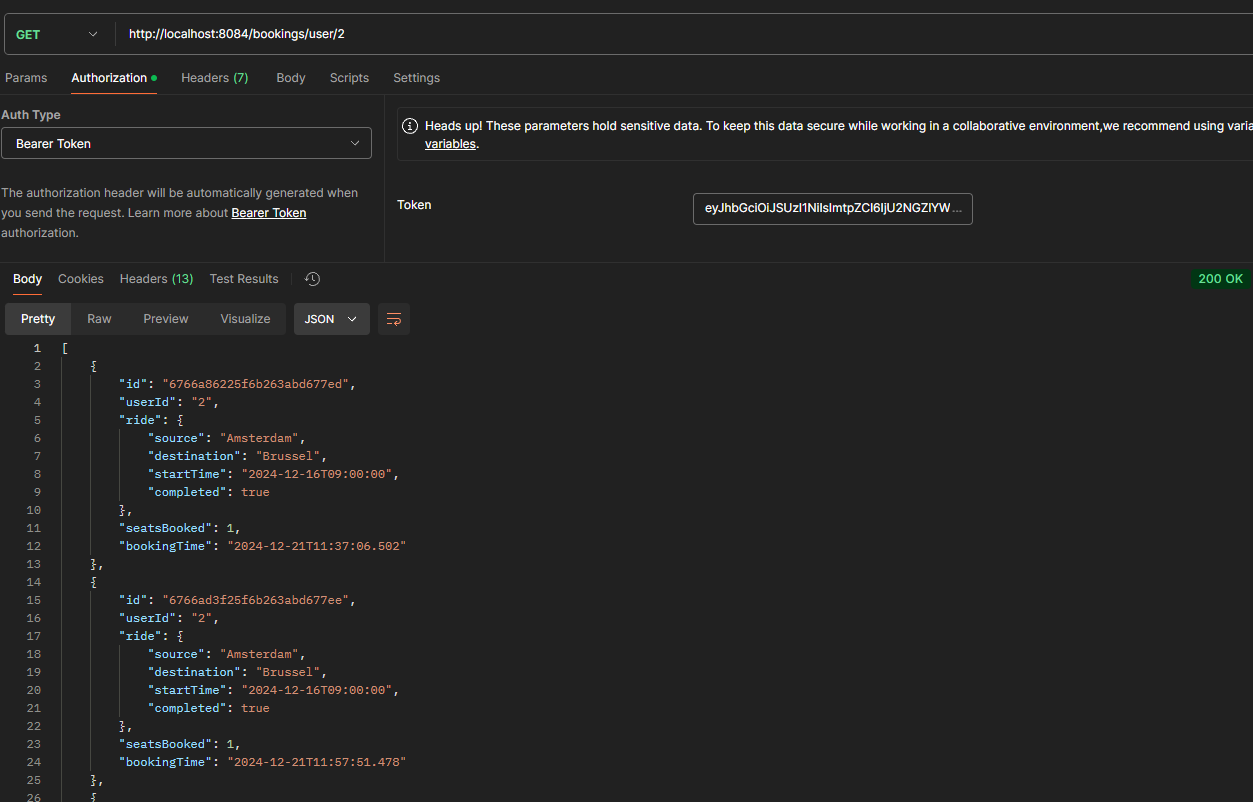 GET http://localhost:8084/bookings/user/2
Params Authorization Headers (7) Body Scripts Settings
Auth Type
Bearer Token
The authorization header will be automatically generated when
you send the request. Learn more about Bearer Token
authorization.
Heads up! These parameters hold sensitive data. To keep this data secure while working in a collaborative environment,we recommend using varia
variables.
Token
eyJhbGciOiJSUzI1NiIsImtpZCI6IjU2NGZlYW...
Body Cookies Headers (13) Test Results
200 OK
Pretty Raw Preview Visualize JSON
1 [
2 {
3 "id": "6766a86225f6b263abd677ed",
4 "userId": "2",
5 "ride": {
6 "source": "Amsterdam",
7 "destination": "Brussel",
8 "startTime": "2024-12-16T09:00:00",
9 "completed": true
10 },
11 "seatsBooked": 1,
12 "bookingTime": "2024-12-21T11:37:06.502"
13 },
14 {
15 "id": "6766ad3f25f6b263abd677ee",
16 "userId": "2",
17 "ride": {
18 "source": "Amsterdam",
19 "destination": "Brussel",
20 "startTime": "2024-12-16T09:00:00",
21 "completed": true
22 },
23 "seatsBooked": 1,
24 "bookingTime": "2024-12-21T11:57:51.478"
25 },
26 {